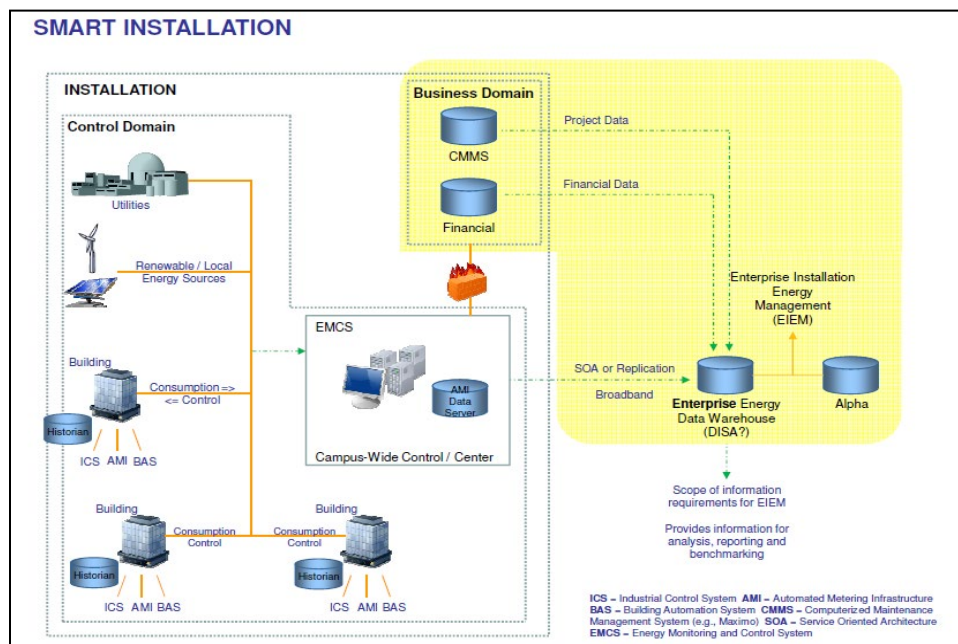 SMART INSTALLATION
INSTALLATION
Control Domain
Utilities
Renewable / Local
Energy Sources
Building
Consumption =>
<= Control
Historian
ICS AMI BAS
Building
Consumption
Control
Historian
ICS AMI BAS
Building
Consumption
Control
Historian
ICS AMI BAS
EMCS
AMI
Data
Server
Campus-Wide Control / Center
Business Domain
CMMS
Financial
Project Data
Financial Data
SOA or Replication
Broadband
Enterprise Installation
Energy
Management
(EIEM)
Enterprise Energy
Data Warehouse
(DISA?)
Alpha
Scope of information
requirements for EIEM
Provides information for
analysis, reporting and
benchmarking
ICS = Industrial Control System AMI = Automated Metering Infrastructure
BAS = Building Automation System CMMS = Computerized Maintenance
Management System (e.g., Maximo) SOA = Service Oriented Architecture
EMCS = Energy Monitoring and Control System